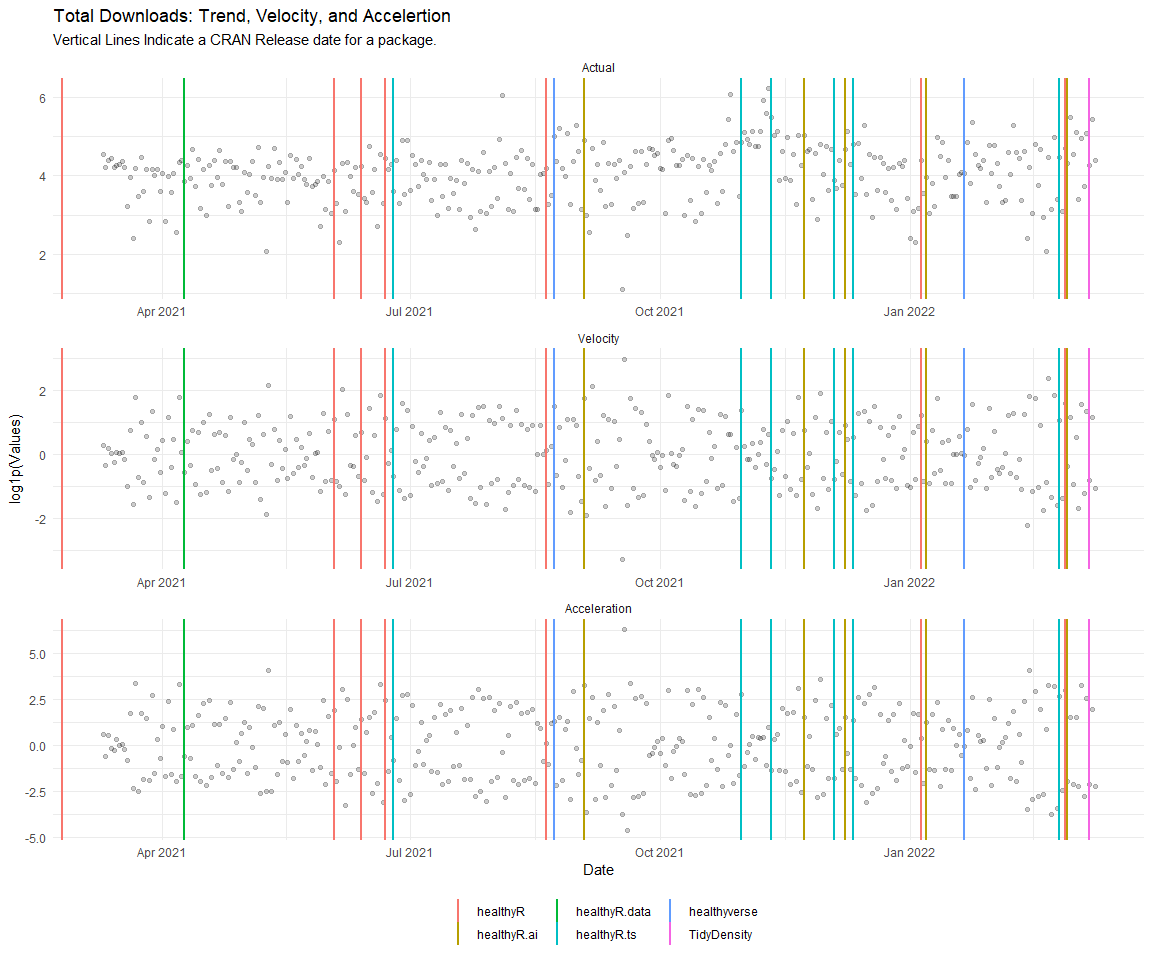 Total Downloads: Trend, Velocity, and Accelertion
Vertical Lines Indicate a CRAN Release date for a package.
Actual
6
4
2
Apr 2021 Jul 2021 Oct 2021 Jan 2022
Velocity
2
0
-2
Apr 2021 Jul 2021 Oct 2021 Jan 2022
log1p(Values)
Acceleration
5.0
2.5
0.0
-2.5
-5.0
Apr 2021 Jul 2021 Oct 2021 Jan 2022
Date
healthyR healthyR.data healthyverse
healthyR.ai healthyR.ts TidyDensity